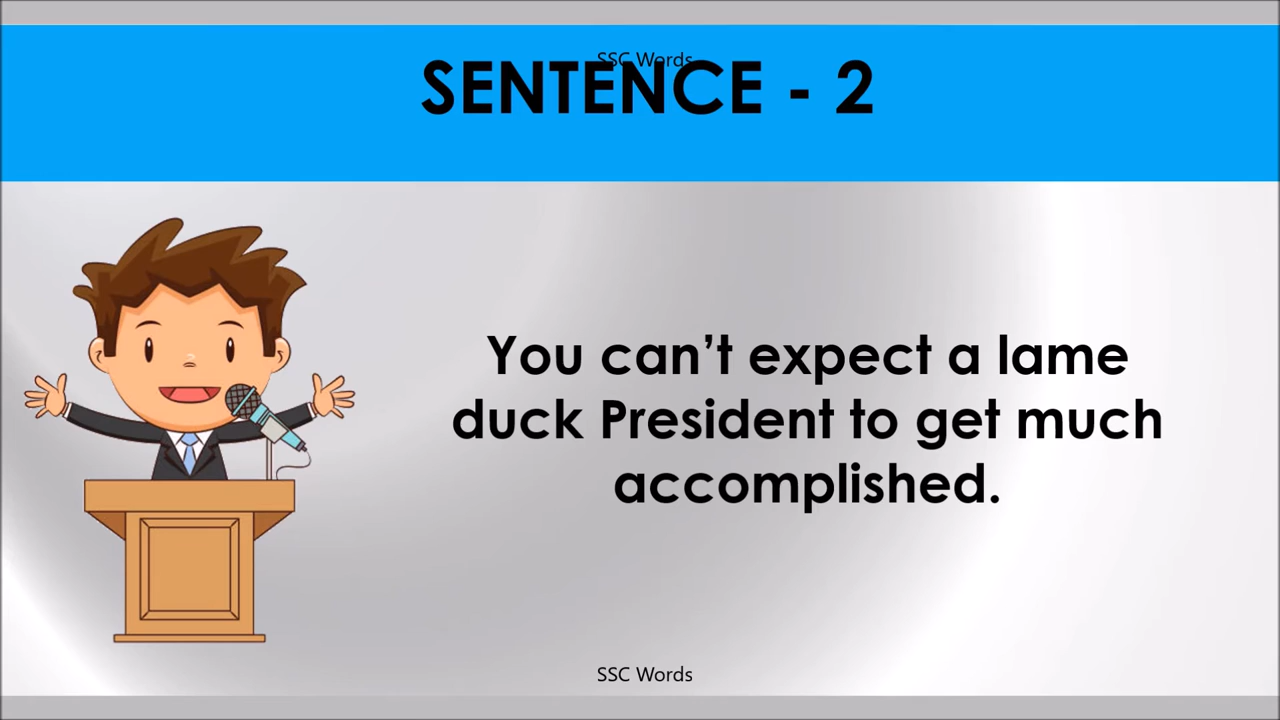 SSC Words
SENTENCE - 2
You can’t expect a lame
duck President to get much
accomplished.
SSC Words